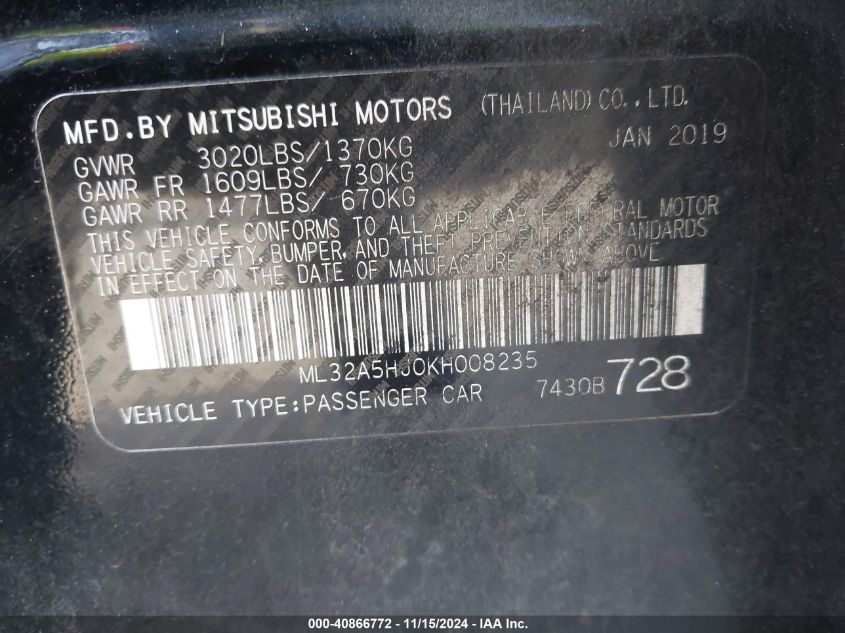 MFD.BY MITSUBISHI MOTORS (THAILAND)CO.,LTD.
GVWR 3020LBS/1370KG JAN 2019
GAWR FR 1609LBS/ 730KG
GAWR RR 1477LBS/ 670KG
THIS VEHICLE CONFORMS TO ALL APPLICABLE FEDERAL MOTOR
VEHICLE SAFETY, BUMPER, AND THEFT PREVENTION STANDARDS
IN EFFECT ON THE DATE OF MANUFACTURE SHOWN ABOVE
ML32A5HJ0KH008235
VEHICLE TYPE:PASSENGER CAR 7430B 728
000-40866772 - 11/15/2024 - IAA Inc.